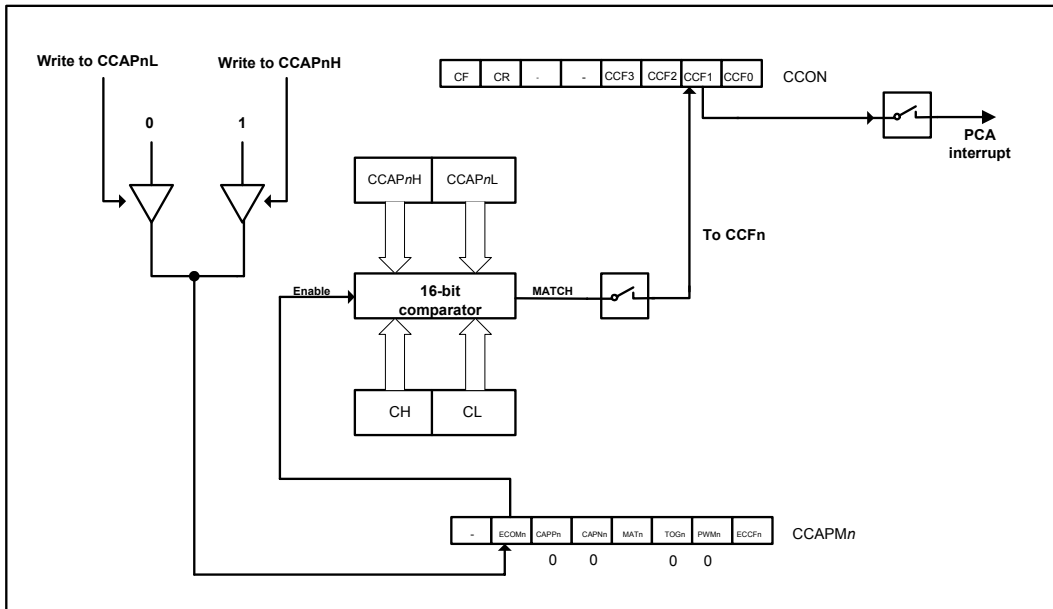 Write to CCAPnL
Write to CCAPnH
CF CR - - CCF3 CCF2 CCF1 CCF0 CCON
0 1
PCA
interrupt
CCAPnH CCAPnL
To CCFn
Enable
16-bit
comparator
MATCH
CH CL
- ECOMn CAPPn CAPNn MATn TOGn PWMn ECCFn CCAPMn
0 0 0 0